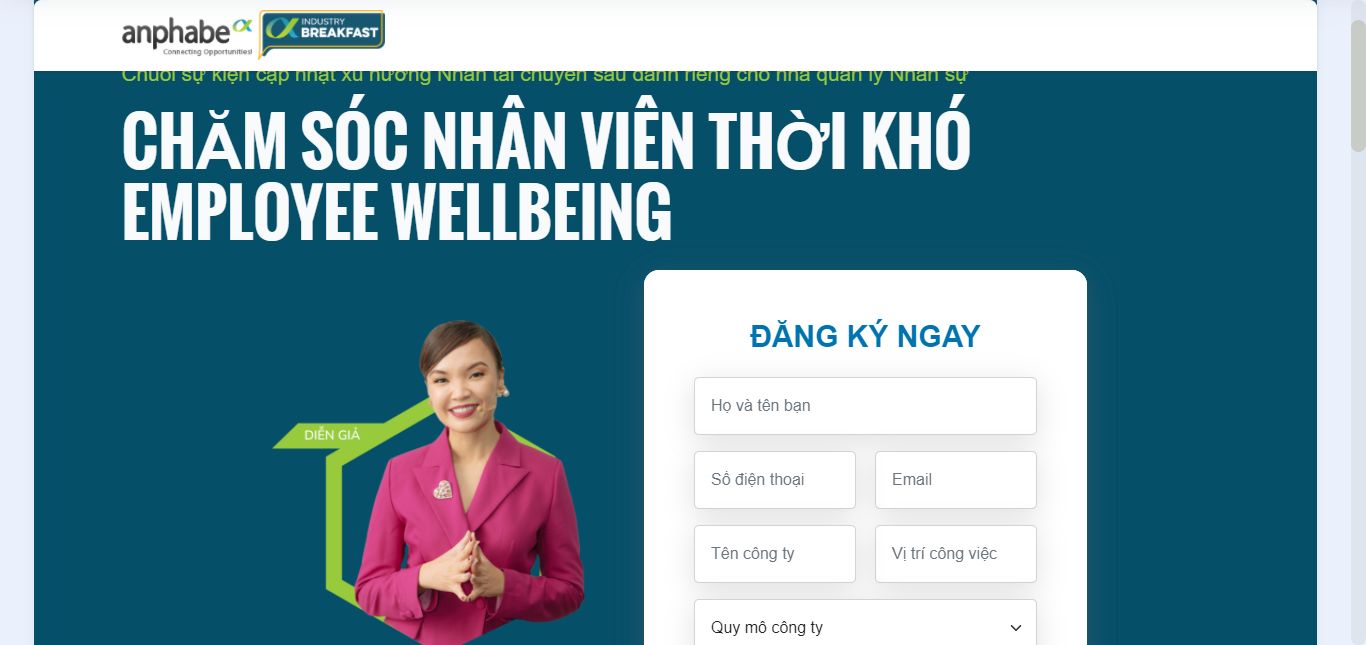 anphabe
Connecting Opportunities!
INDUSTRY
BREAKFAST
Chuỗi sự kiện cập nhật xu hướng Nhân tài chuyên sâu dành riêng cho nhà quản lý Nhân sự
CHĂM SÓC NHÂN VIÊN THỜI KHÓ
EMPLOYEE WELLBEING
ĐĂNG KÝ NGAY
Họ và tên bạn
DIỄN GIẢ
Số điện thoại
Email
Tên công ty
Vị trí công việc
Quy mô công ty